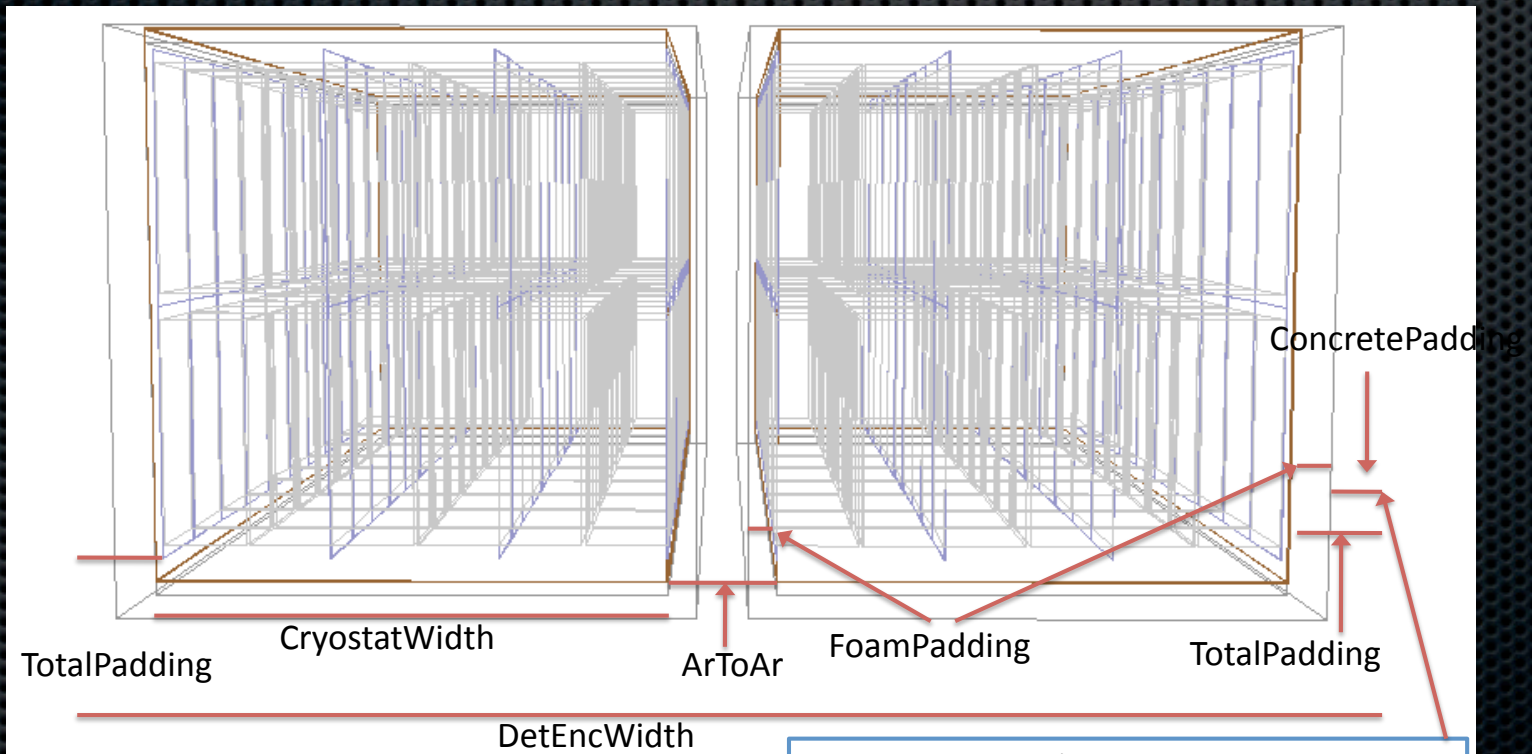 ConcretePadding
CryostatWidth
FoamPadding
TotalPadding
ArToAr
TotalPadding
DetEncWidth